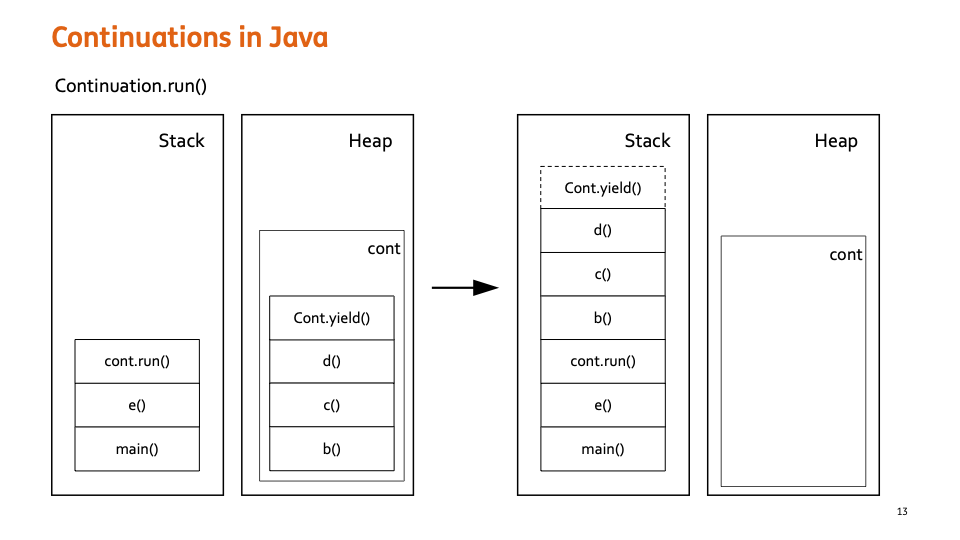 Continuations in Java
Continuation.run()
Stack
cont.run()
e()
main()
Heap
cont
Cont.yield()
d()
c()
b()
Stack
Cont.yield()
d()
c()
b()
cont.run()
e()
main()
Heap
cont
13